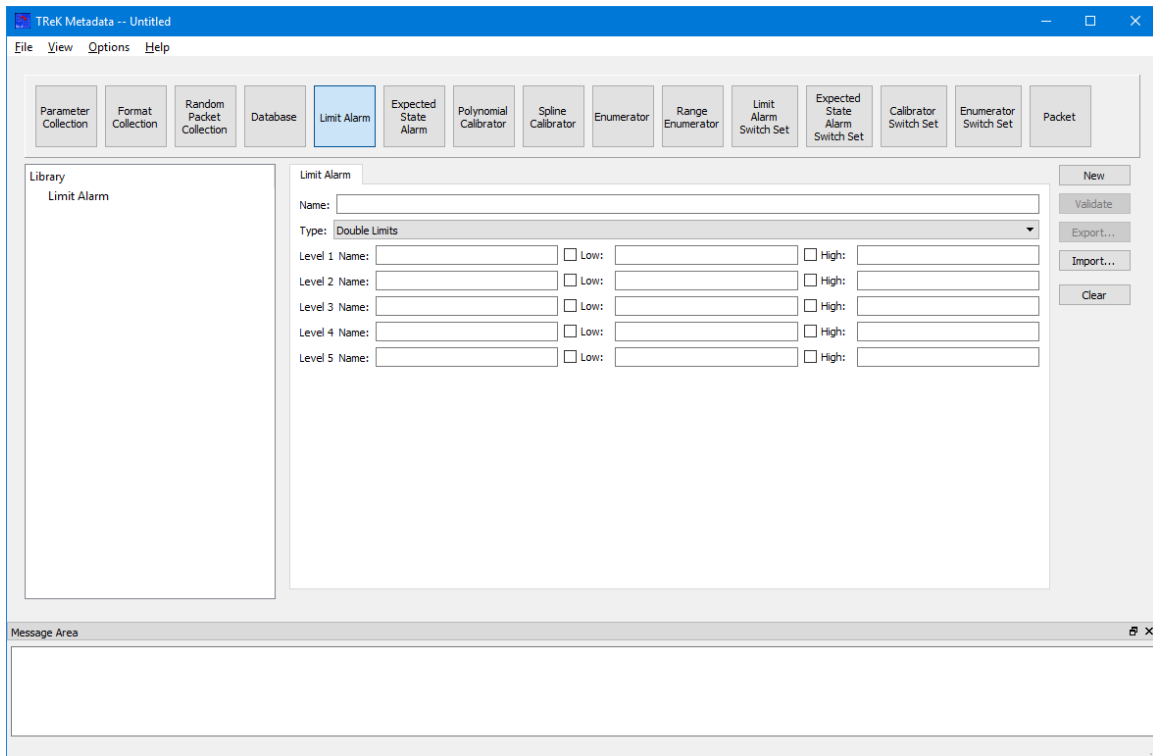 TReK Metadata -- Untitled
File View Options Help
Parameter Collection
Format Collection
Random Packet Collection
Database
Limit Alarm
Expected State Alarm
Polynomial Calibrator
Spline Calibrator
Enumerator
Range Enumerator
Limit Alarm Switch Set
Expected State Alarm Switch Set
Calibrator Switch Set
Enumerator Switch Set
Packet
Library
Limit Alarm
Limit Alarm
Name:
Type: Double Limits
Level 1 Name: Low: High:
Level 2 Name: Low: High:
Level 3 Name: Low: High:
Level 4 Name: Low: High:
Level 5 Name: Low: High:
New
Validate
Export...
Import...
Clear
Message Area